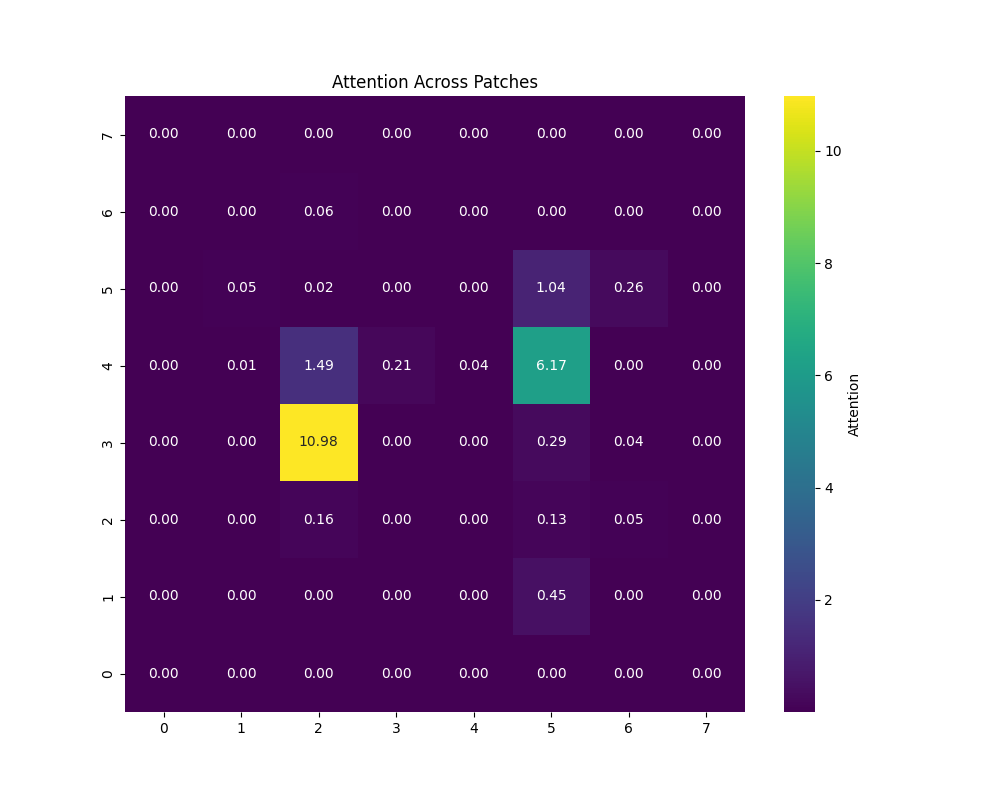 Attention Across Patches
7 0.00 0.00 0.00 0.00 0.00 0.00 0.00 0.00
6 0.00 0.00 0.06 0.00 0.00 0.00 0.00 0.00
5 0.00 0.05 0.02 0.00 0.00 1.04 0.26 0.00
4 0.00 0.01 1.49 0.21 0.04 6.17 0.00 0.00
3 0.00 0.00 10.98 0.00 0.00 0.29 0.04 0.00
2 0.00 0.00 0.16 0.00 0.00 0.13 0.05 0.00
1 0.00 0.00 0.00 0.00 0.00 0.45 0.00 0.00
0 0.00 0.00 0.00 0.00 0.00 0.00 0.00 0.00
0 1 2 3 4 5 6 7
10
8
6
4
2
Attention